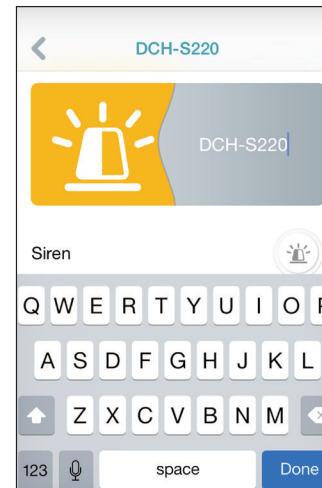 DCH-S220
DCH-S220
Siren
Q W E R T Y U I O P
A S D F G H J K L
Z X C V B N M
123 space Done